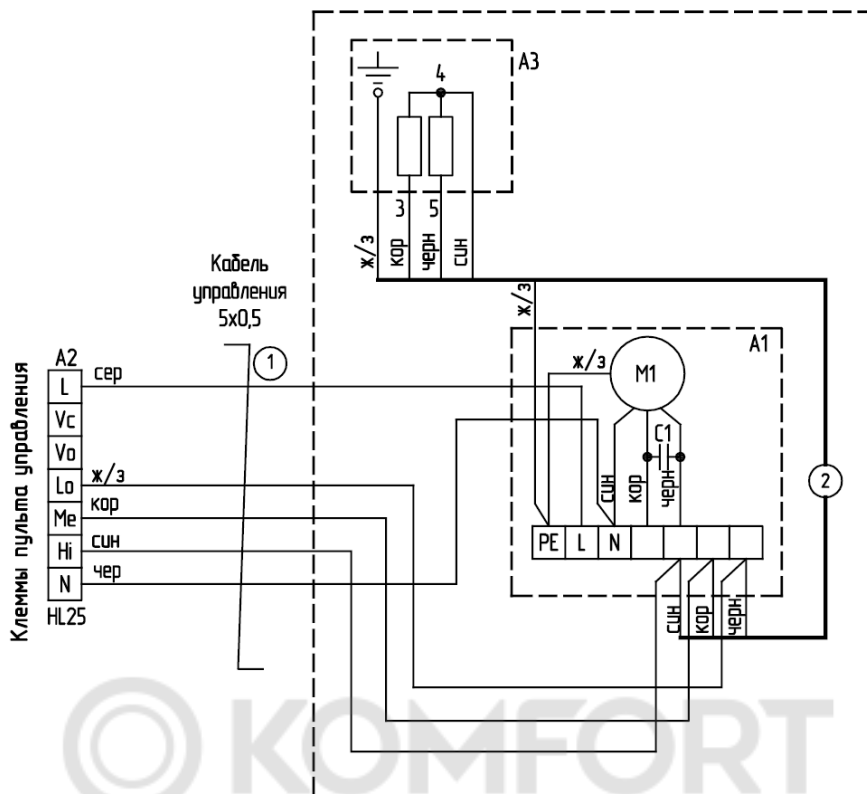 A3
4
3 5
ж/з
кор
черн
син
ж/з
Кабель
управления
5х0,5
1
A1
ж/з
M1
C1
Клеммы пульта управления
A2
L
сер
Vc
Vo
Lo
ж/з
Me
кор
Hi
син
N
чер
HL25
син
кор
черн
2
PE L N
син
кор
черн
KOMFORT